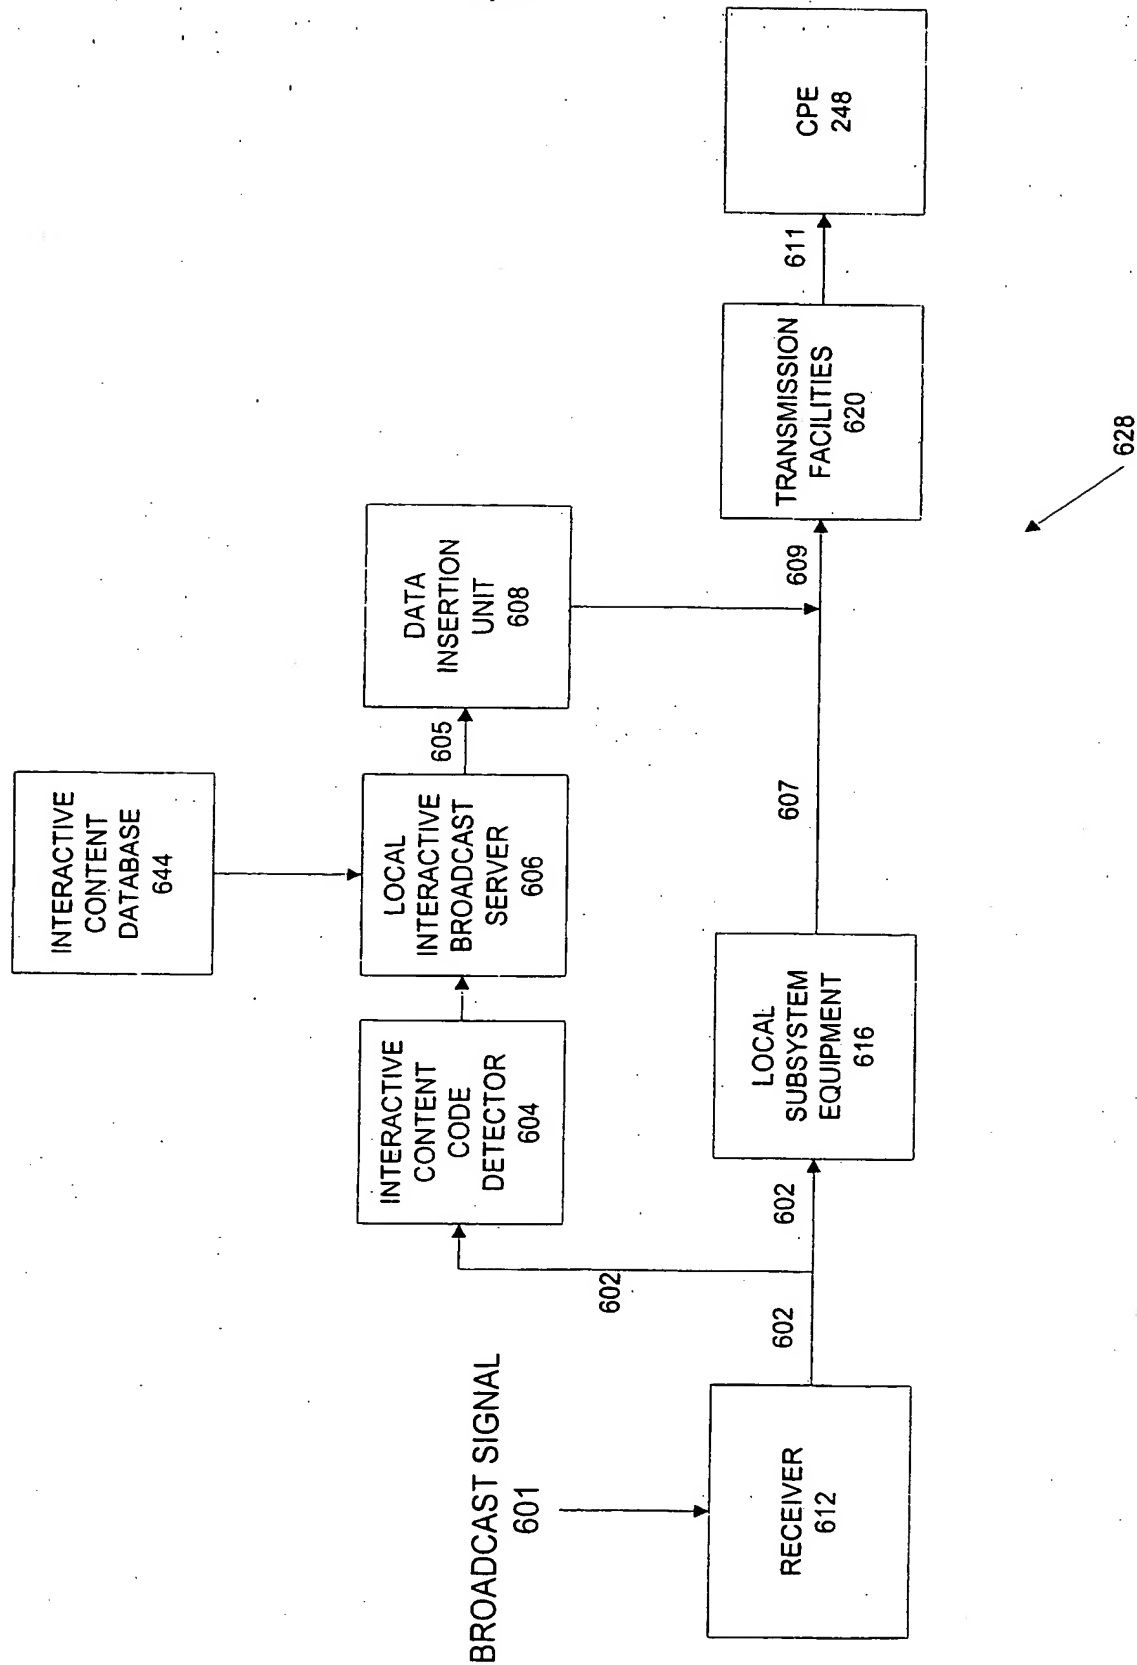 BROADCAST SIGNAL
601
RECEIVER
612
602
602
602
INTERACTIVE
CONTENT
CODE
DETECTOR
604
INTERACTIVE
CONTENT
DATABASE
644
LOCAL
INTERACTIVE
BROADCAST
SERVER
606
605
DATA
INSERTION
UNIT
608
LOCAL
SUBSYSTEM
EQUIPMENT
616
607
609
TRANSMISSION
FACILITIES
620
611
CPE
248
628